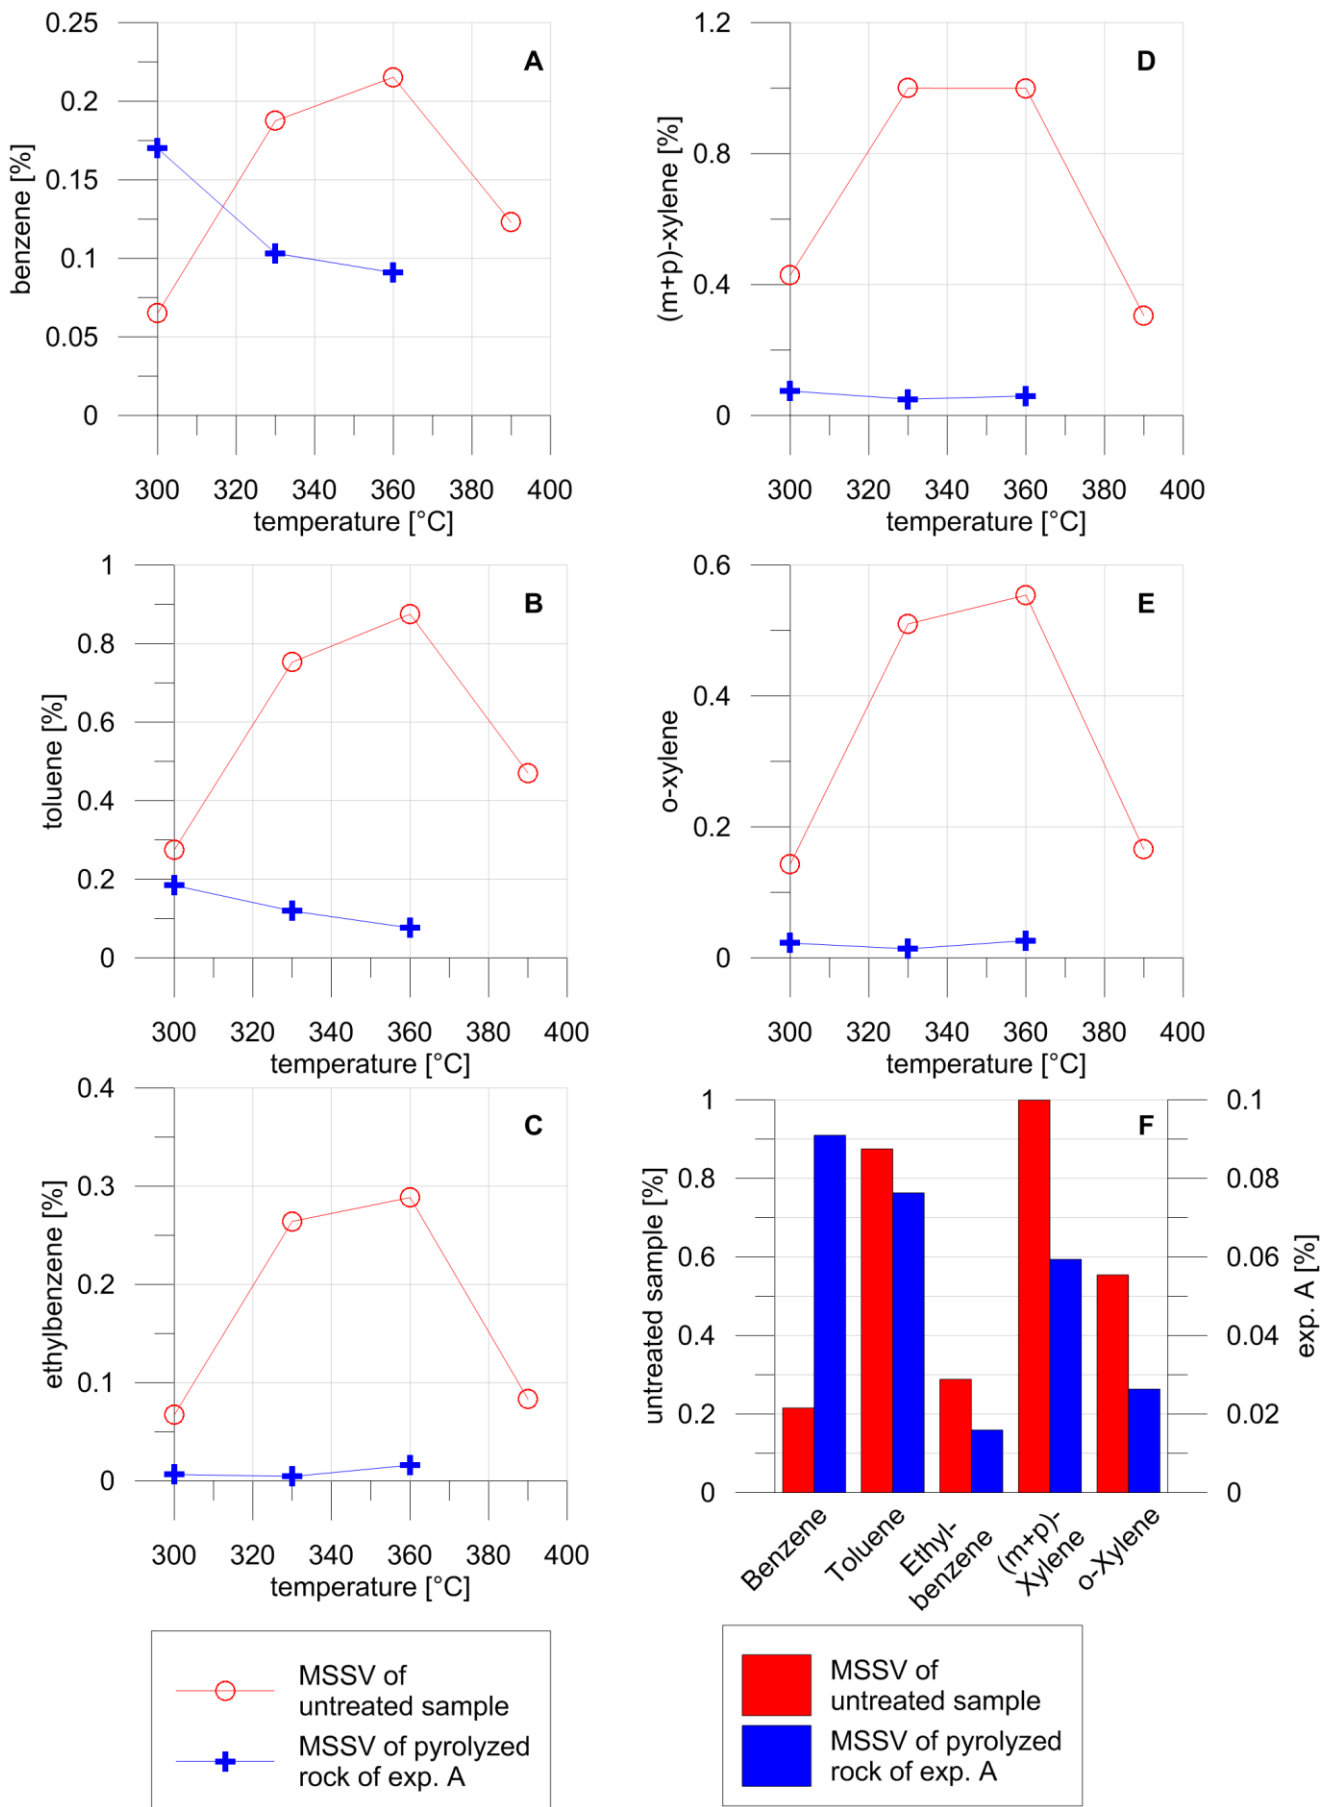 A
0.25
0.2
0.15
0.1
0.05
0
benzene [%]
300 320 340 360 380 400
temperature [°C]
D
1.2
0.8
0.4
0
(m+p)-xylene [%]
300 320 340 360 380 400
temperature [°C]
B
1
0.8
0.6
0.4
0.2
0
toluene [%]
300 320 340 360 380 400
temperature [°C]
E
0.6
0.4
0.2
0
o-xylene
300 320 340 360 380 400
temperature [°C]
C
0.4
0.3
0.2
0.1
0
ethylbenzene [%]
300 320 340 360 380 400
temperature [°C]
F
1
0.8
0.6
0.4
0.2
0
untreated sample [%]
0.1
0.08
0.06
0.04
0.02
0
exp. A [%]
Benzene
Toluene
Ethyl-
benzene
(m+p)-
Xylene
o-Xylene
MSSV of
untreated sample
MSSV of pyrolyzed
rock of exp. A
MSSV of
untreated sample
MSSV of pyrolyzed
rock of exp. A